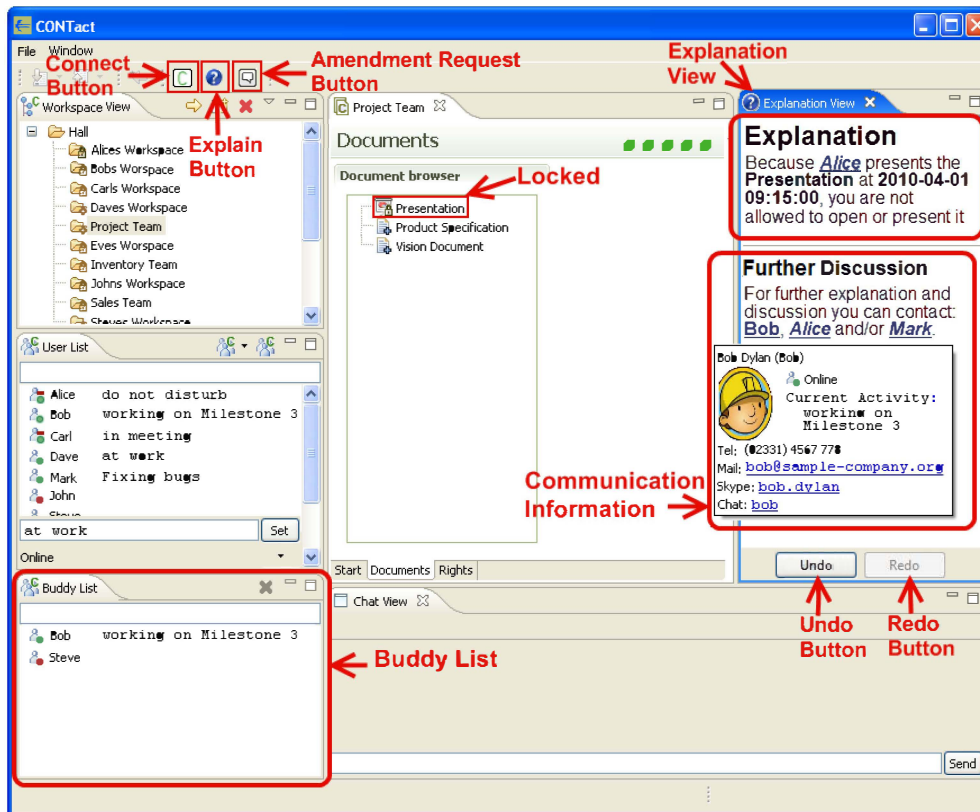 CONTact
File Window
Connect Button
Amendment Request Button
Explain Button
Explanation View
Workspace View
Hall
Alices Workspace
Bobs Worspace
Carls Workspace
Daves Workspace
Project Team
Eves Worspace
Inventory Team
Johns Workspace
Sales Team
Steves Workspace
User List
Alice do not disturb
Bob working on Milestone 3
Carl in meeting
Dave at work
Mark Fixing bugs
John
Steve
at work Set
Online
Buddy List
Bob working on Milestone 3
Steve
Buddy List
Project Team
Documents
Document browser
Locked
Presentation
Product Specification
Vision Document
Start Documents Rights
Chat View
Send
Explanation View
Explanation
Because Alice presents the
Presentation at 2010-04-01
09:15:00, you are not
allowed to open or present it
Further Discussion
For further explanation and
discussion you can contact:
Bob, Alice and/or Mark.
Bob Dylan (Bob)
Online
Current Activity:
working on
Milestone 3
Tel: (02331) 4567 778
Mail: bob@sample-company.org
Skype: bob.dylan
Chat: bob
Communication Information
Undo Redo
Undo Button
Redo Button